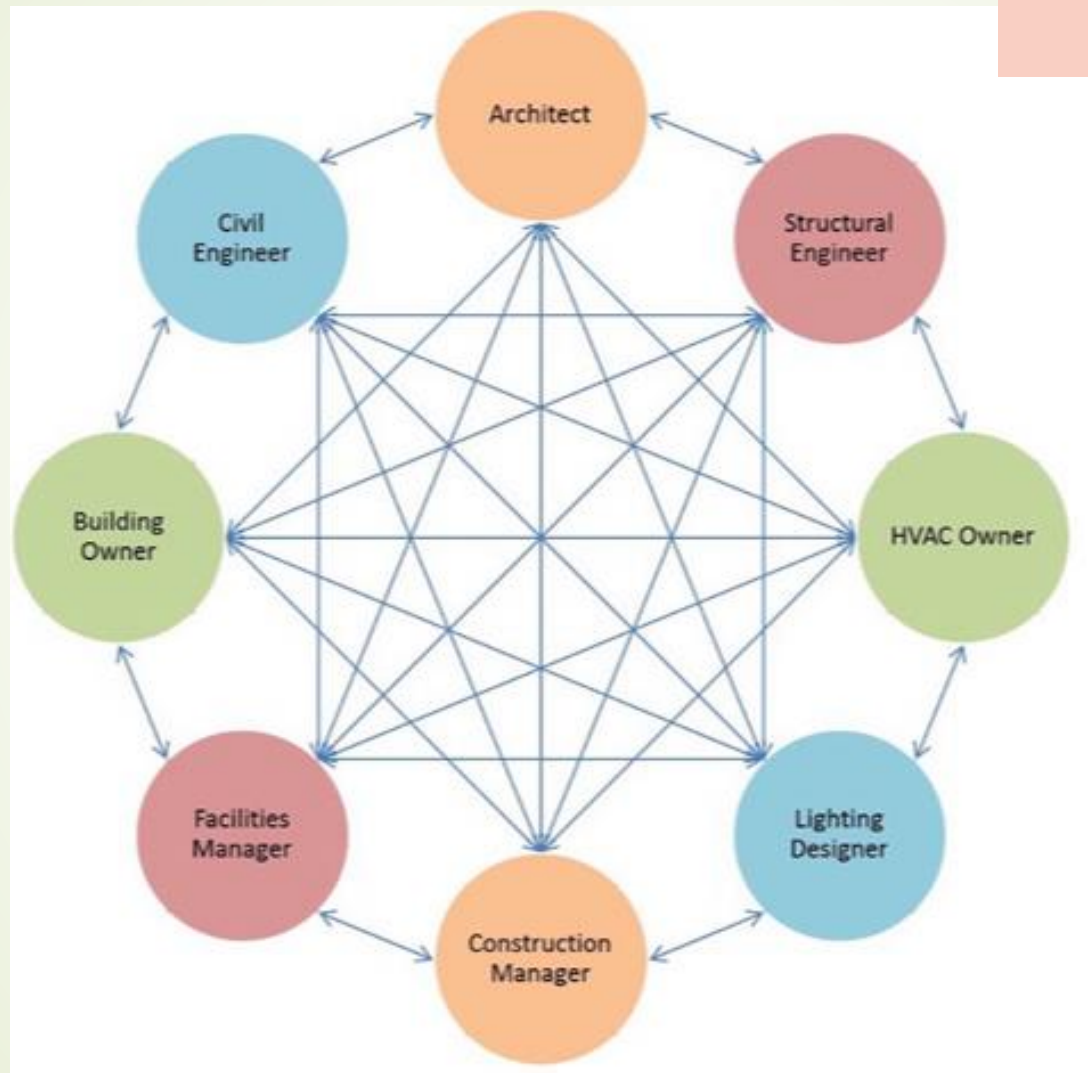 Architect
Civil
Engineer
Structural
Engineer
Building
Owner
HVAC Owner
Facilities
Manager
Lighting
Designer
Construction
Manager